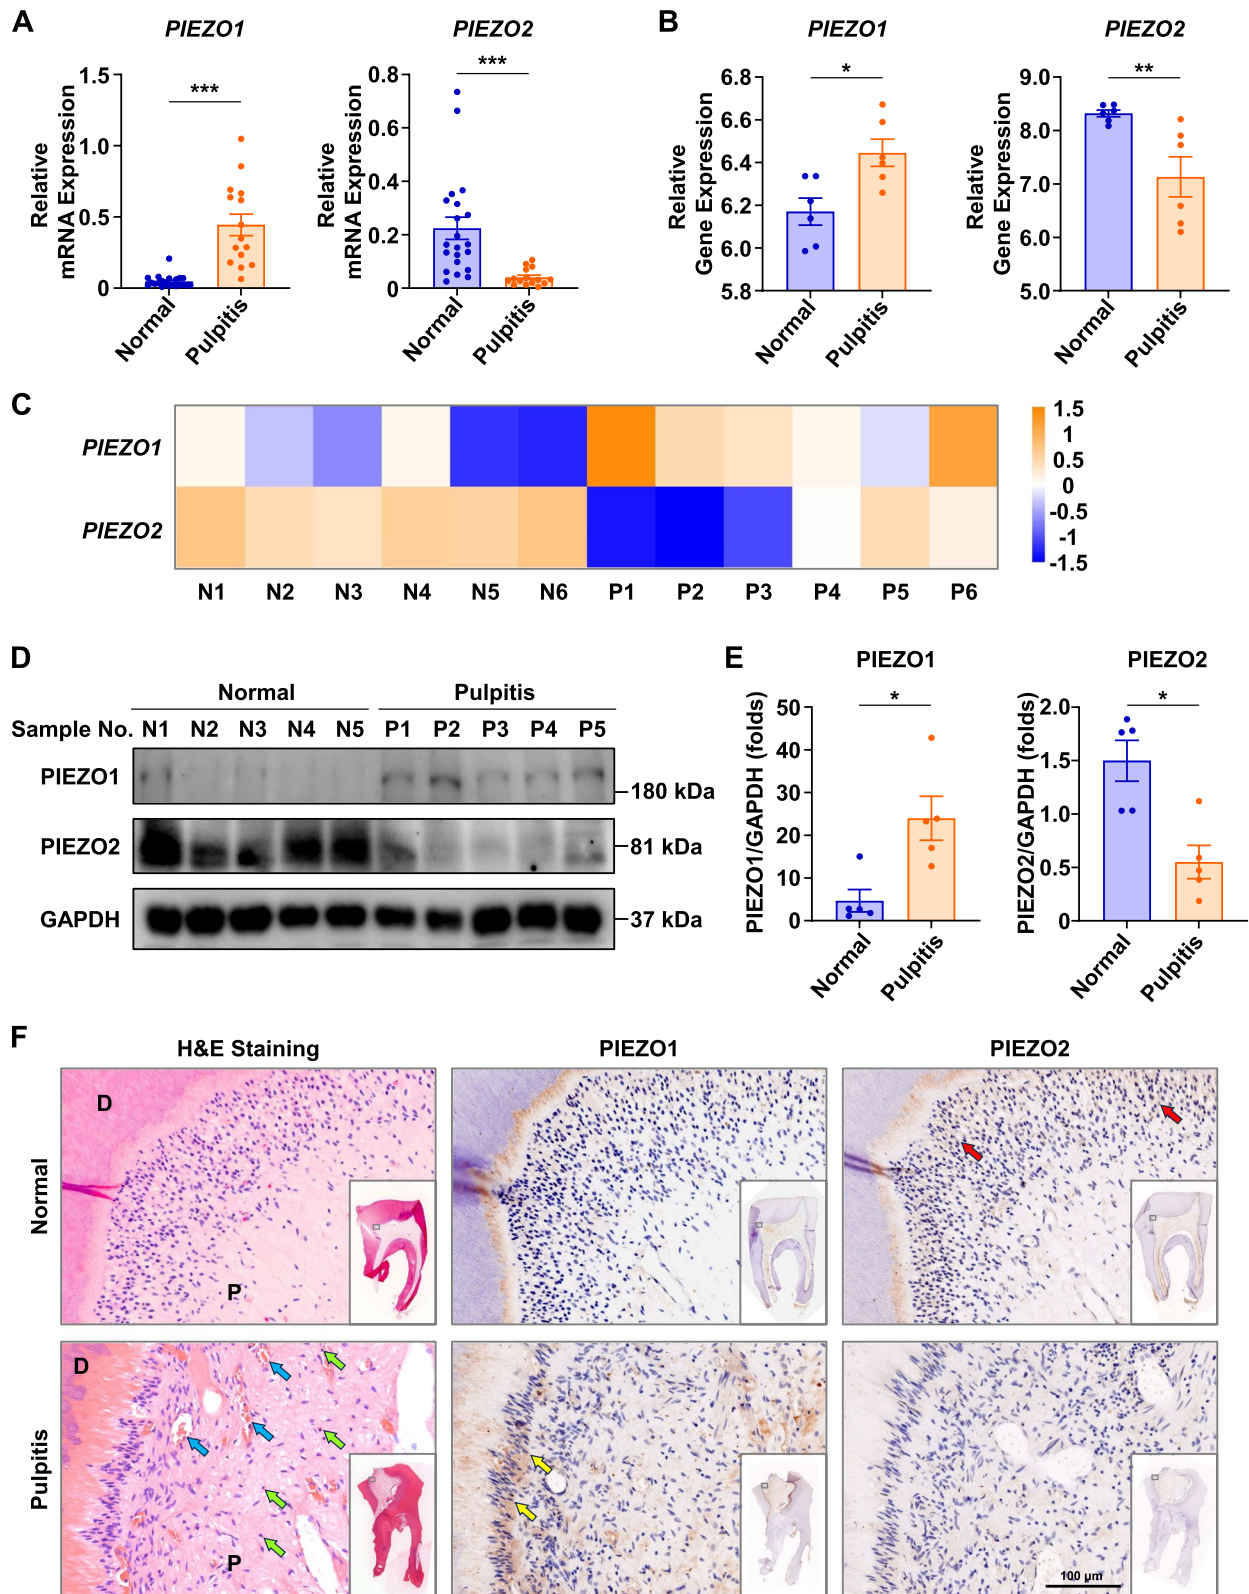 A
PIEZO1
PIEZO2
***
***
Relative
mRNA Expression
1.5
1.0
0.5
0
Normal
Pulpitis
Relative
mRNA Expression
0.8
0.6
0.4
0.2
0
Normal
Pulpitis
B
PIEZO1
PIEZO2
*
**
Relative
Gene Expression
6.8
6.6
6.4
6.2
6.0
5.8
Normal
Pulpitis
Relative
Gene Expression
9.0
8.0
7.0
6.0
5.0
Normal
Pulpitis
C
PIEZO1
PIEZO2
N1 N2 N3 N4 N5 N6 P1 P2 P3 P4 P5 P6
1.5
1
0.5
0
-0.5
-1
-1.5
D
Normal Pulpitis
Sample No. N1 N2 N3 N4 N5 P1 P2 P3 P4 P5
PIEZO1
180 kDa
PIEZO2 81 kDa
GAPDH 37 kDa
E
PIEZO1
PIEZO2
*
*
PIEZO1/GAPDH (folds)
50
40
30
20
10
0
Normal
Pulpitis
PIEZO2/GAPDH (folds)
2.0
1.5
1.0
0.5
0
Normal
Pulpitis
F
H&E Staining PIEZO1 PIEZO2
Normal
D
P
Pulpitis
D
P
100 µm